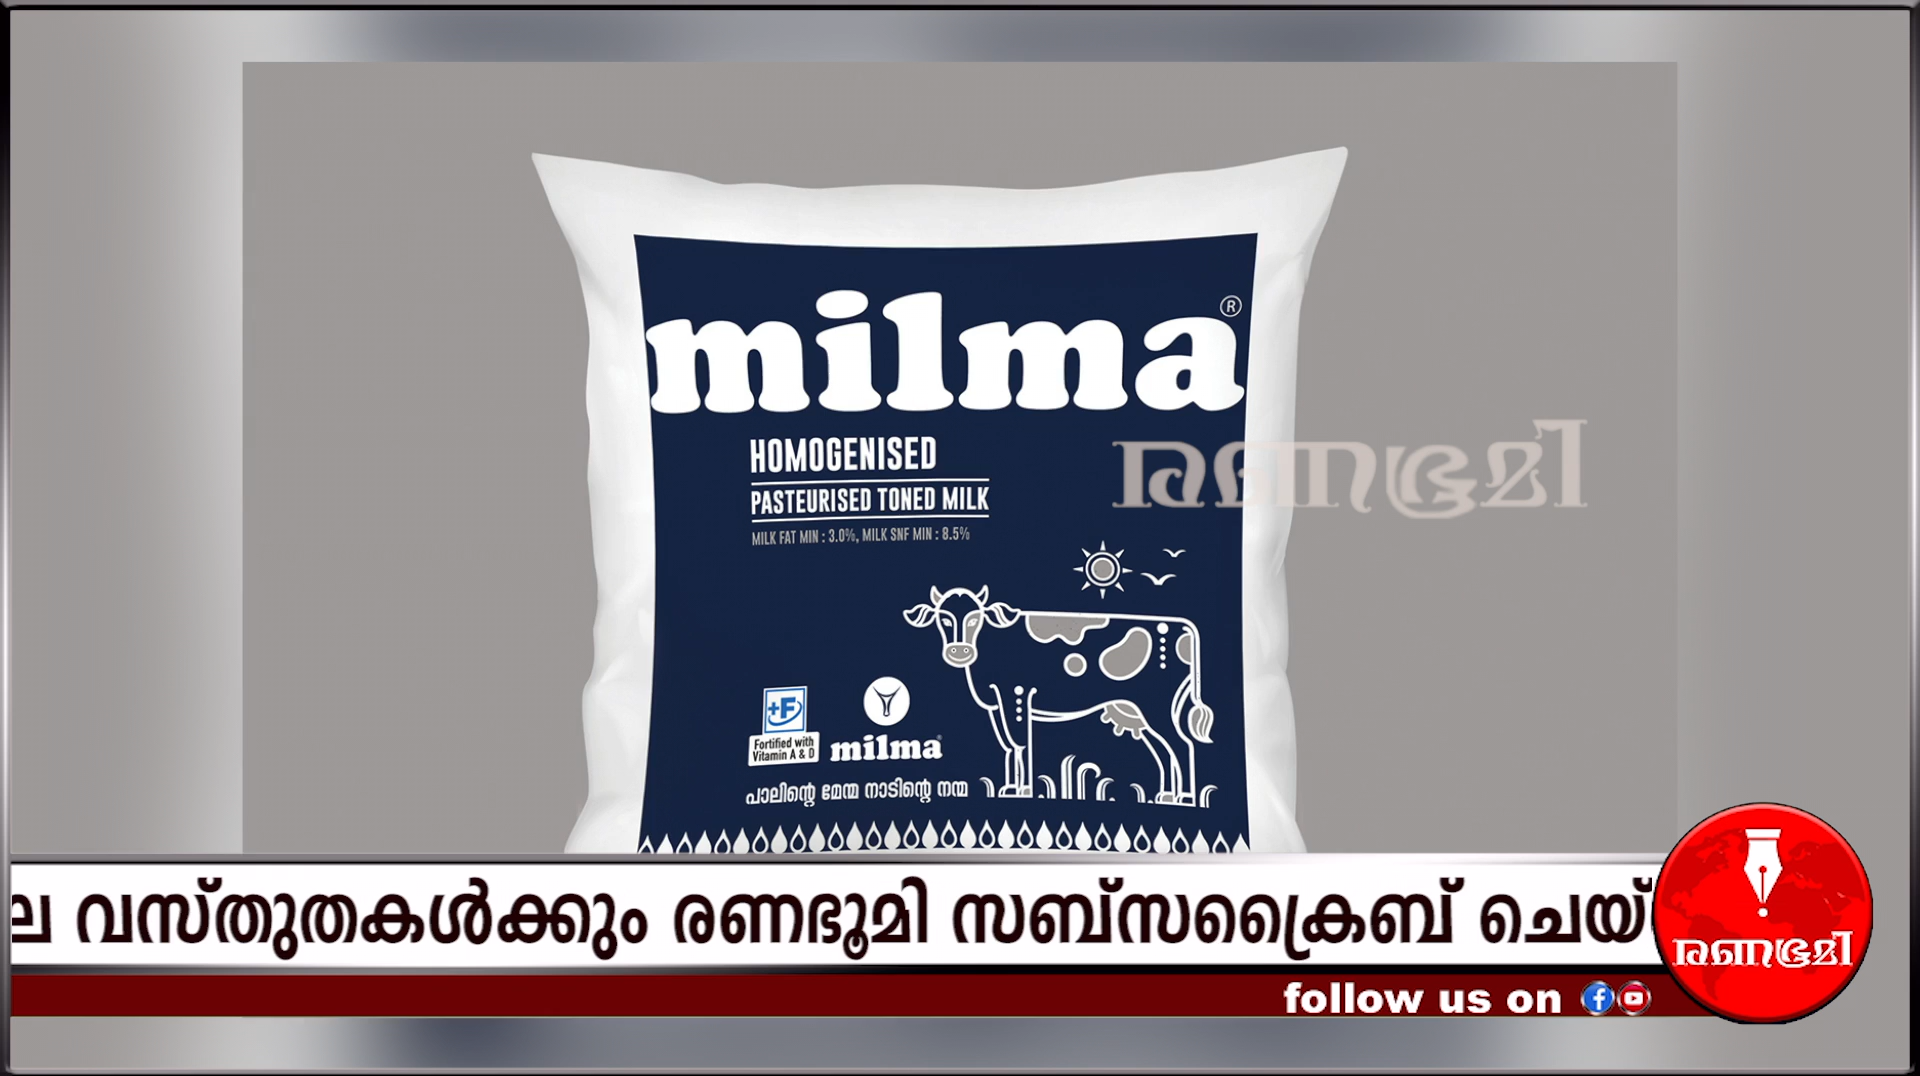 milma®
HOMOGENISED
PASTEURISED TONED MILK
MILK FAT MIN : 3.0%, MILK SNF MIN : 8.5%
രണഭൂമി
+F
Fortified with
Vitamin A & D
milma
പാലിന്റെ മേന്മ നാടിന്റെ നന്മ
വസ്തുതകൾക്കും രണഭൂമി സബ്സക്രൈബ് ചെയ്
രണഭൂമി
follow us on